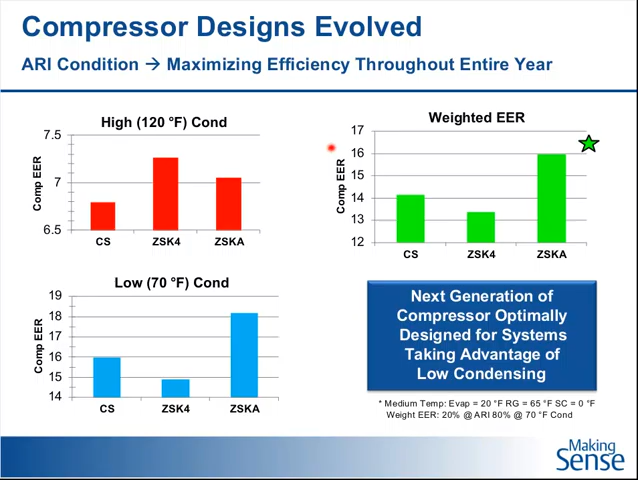 Compressor Designs Evolved
ARI Condition → Maximizing Efficiency Throughout Entire Year
High (120 °F) Cond
Comp EER
7.5
7
6.5
CS ZSK4 ZSKA
Weighted EER
Comp EER
17
16
15
14
13
12
CS ZSK4 ZSKA
Low (70 °F) Cond
Comp EER
19
18
17
16
15
14
CS ZSK4 ZSKA
Next Generation of
Compressor Optimally
Designed for Systems
Taking Advantage of
Low Condensing
* Medium Temp: Evap = 20 °F RG = 65 °F SC = 0 °F
Weight EER: 20% @ ARI 80% @ 70 °F Cond
Making
Sense